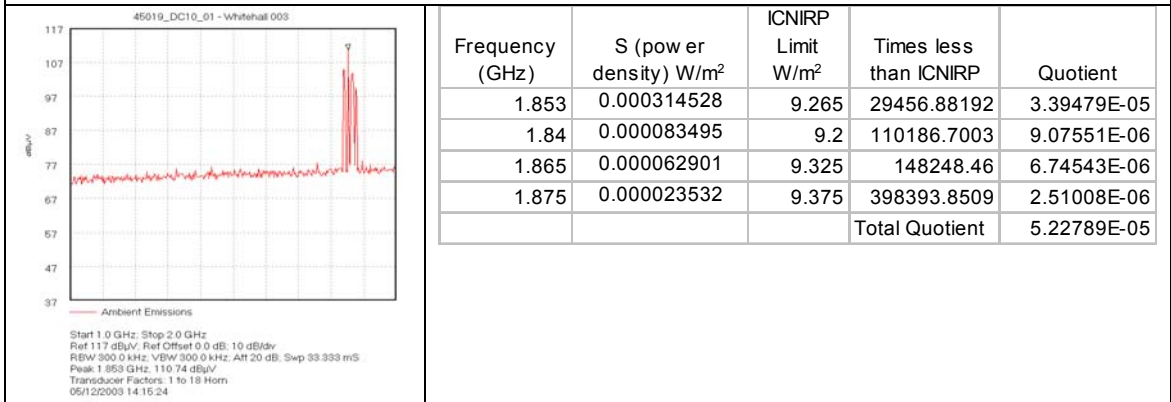 45019_DC10_01 - Whitehall 003
117
107
97
87
77
67
57
47
37
dBµV
Ambient Emissions
Start 1.0 GHz; Stop 2.0 GHz
Ref 117 dBµV; Ref Offset 0.0 dB; 10 dB/div
RBW 300.0 kHz; VBW 300.0 kHz; Att 20 dB; Swp 33.333 mS
Peak 1.853 GHz, 110.74 dBµV
Transducer Factors: 1 to 18 Horn
05/12/2003 14:15:24
Frequency (GHz) S (pow er density) W/m² ICNIRP Limit W/m² Times less than ICNIRP Quotient
1.853 0.000314528 9.265 29456.88192 3.39479E-05
1.84 0.000083495 9.2 110186.7003 9.07551E-06
1.865 0.000062901 9.325 148248.46 6.74543E-06
1.875 0.000023532 9.375 398393.8509 2.51008E-06
Total Quotient 5.22789E-05